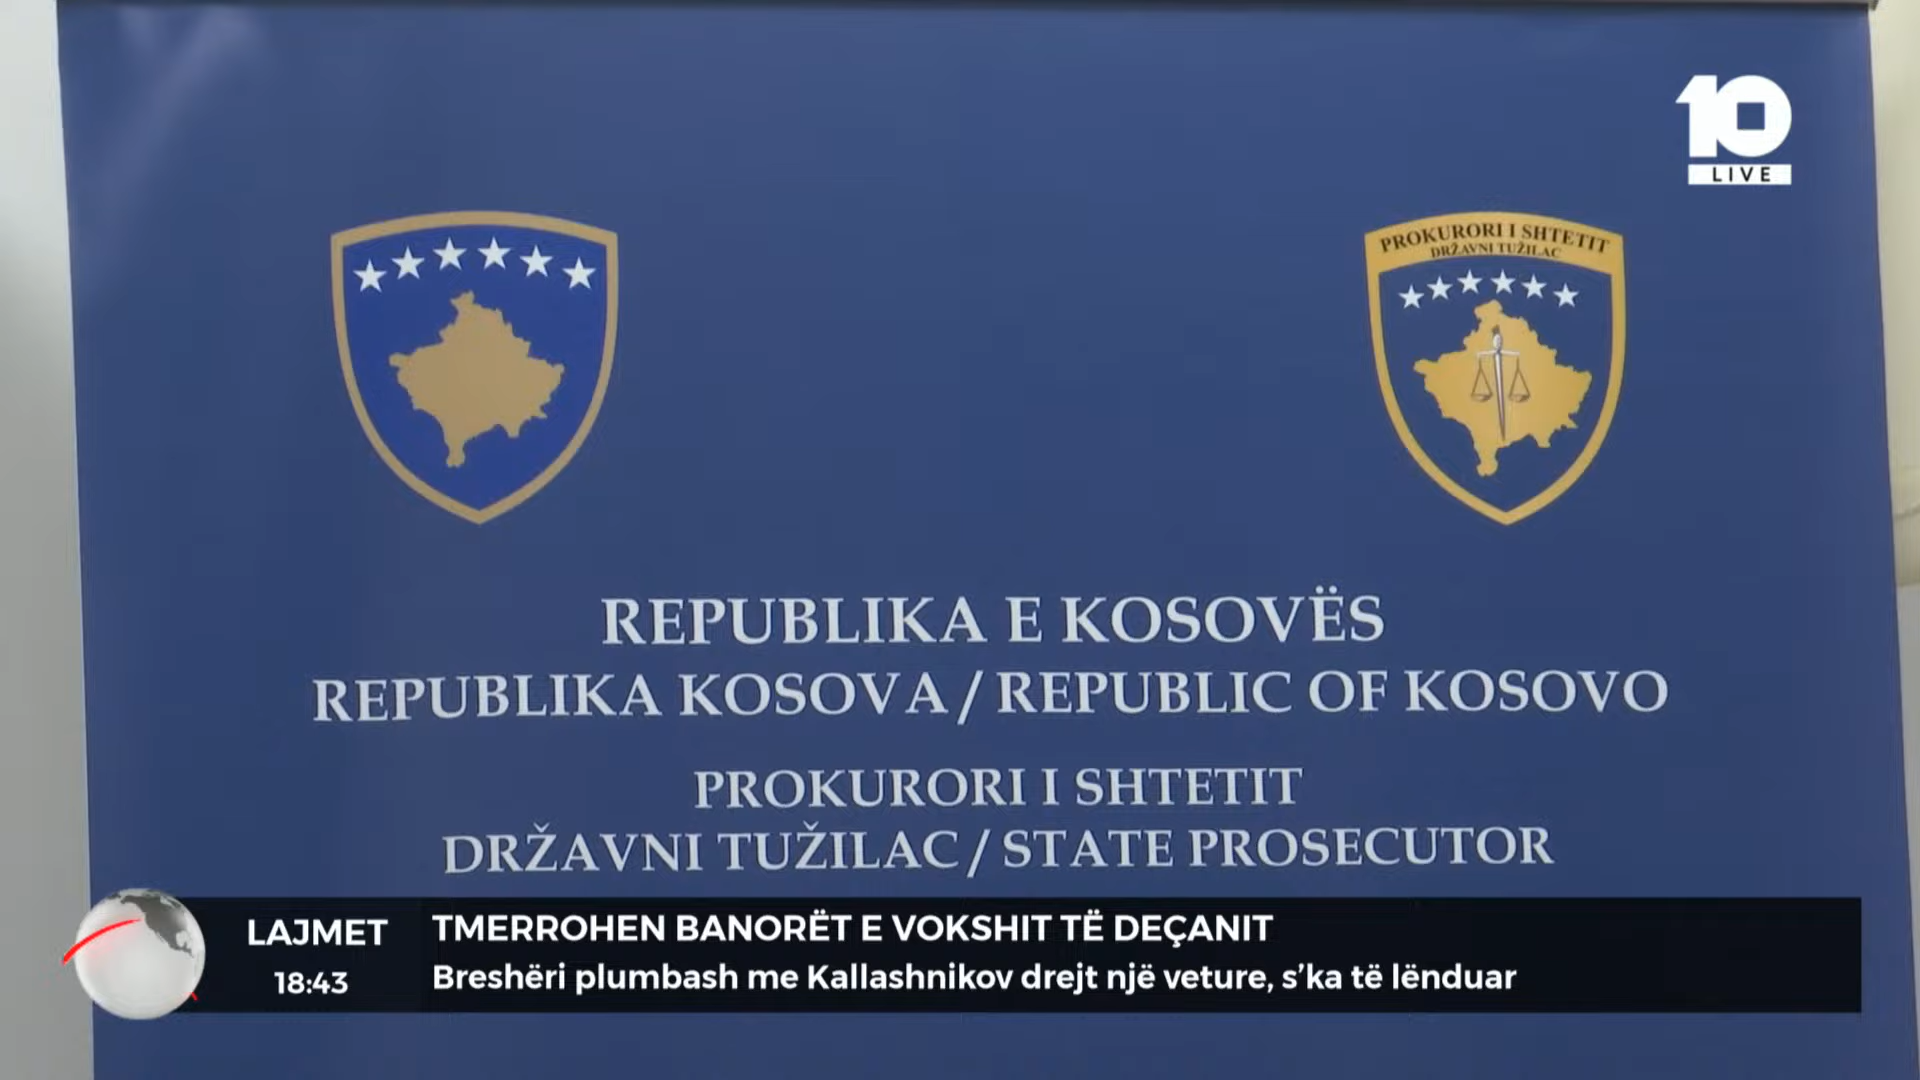 10
LIVE
PROKURORI I SHTETIT
DRŽAVNI TUŽILAC
REPUBLIKA E KOSOVËS
REPUBLIKA KOSOVA / REPUBLIC OF KOSOVO
PROKURORI I SHTETIT
DRŽAVNI TUŽILAC / STATE PROSECUTOR
LAJMET
18:43
TMERROHEN BANORËT E VOKSHIT TË DEÇANIT
Breshëri plumbash me Kallashnikov drejt një veture, s'ka të lënduar